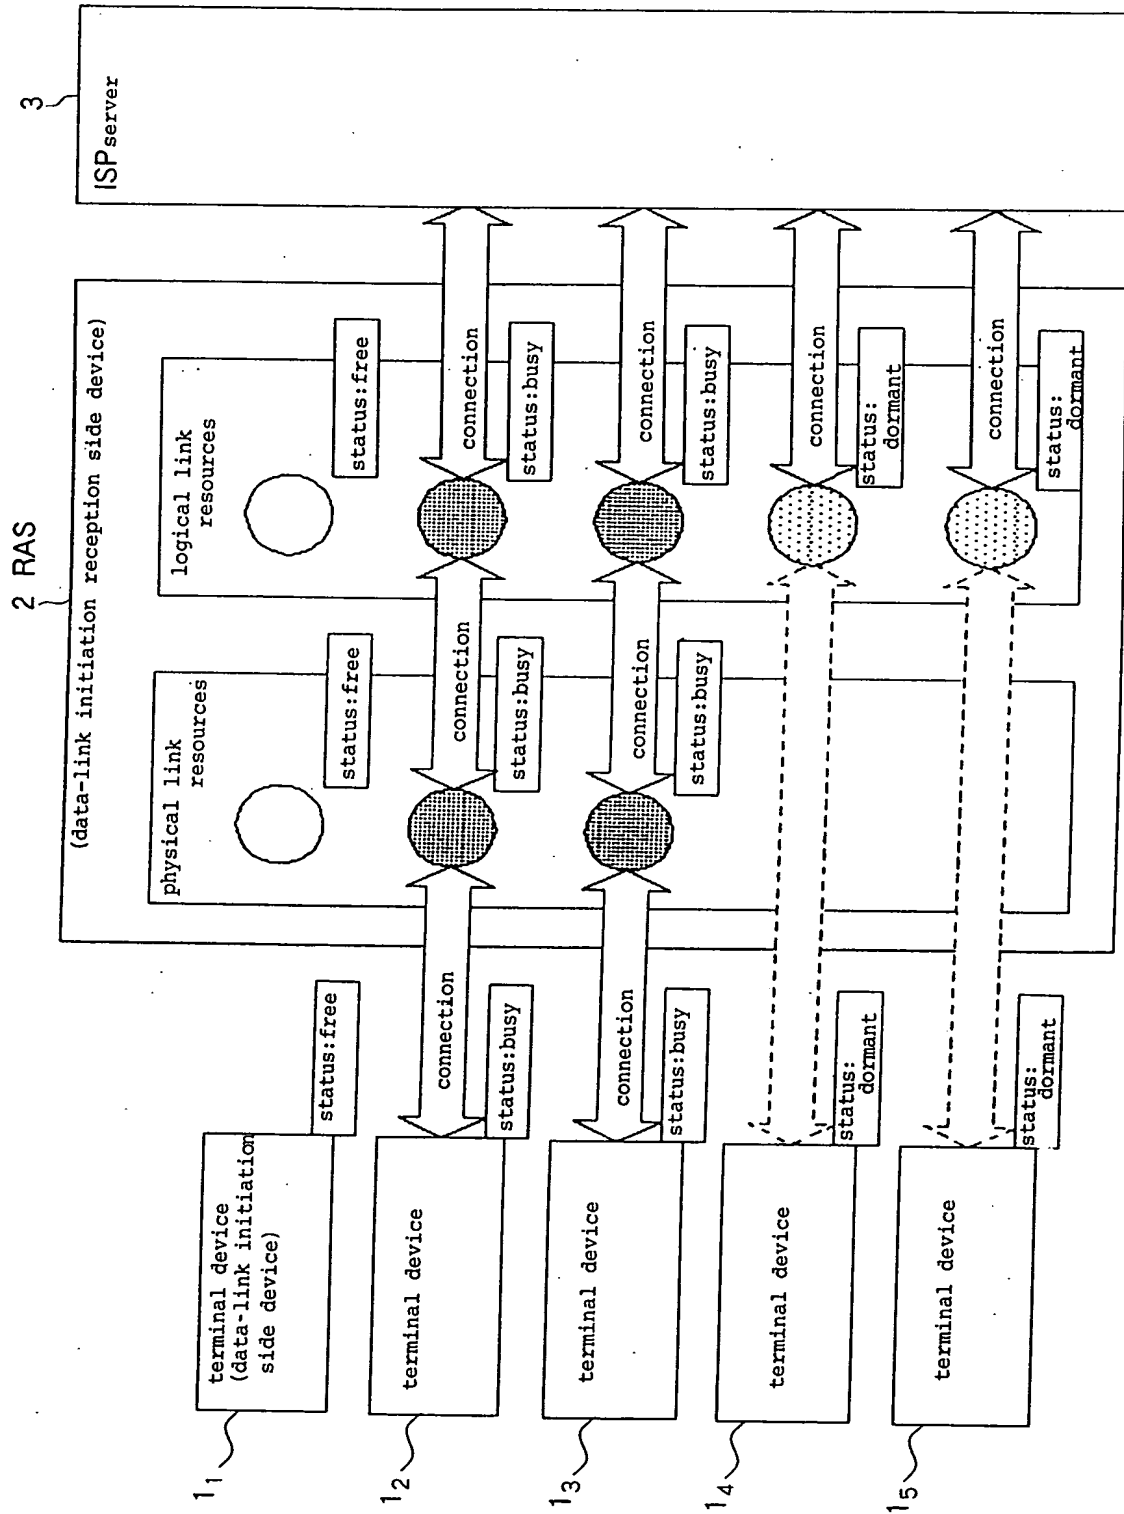 2 RAS
3
(data-link initiation reception side device)
ISP server
physical link
resources
logical link
resources
1₁
terminal device
(data-link initiation
side device)
status:free
status:free
status:free
1₂
terminal device
connection
connection
connection
status:busy
status:busy
status:busy
1₃
terminal device
connection
connection
connection
status:busy
status:busy
status:busy
1₄
terminal device
connection
status:
dormant
status:
dormant
1₅
terminal device
connection
status:
dormant
status:
dormant